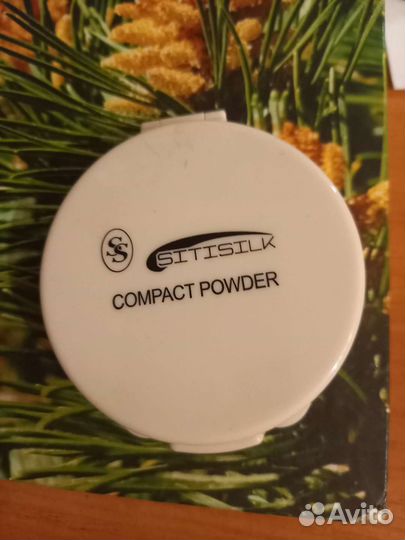 SS
SITISILK
COMPACT POWDER
Avito